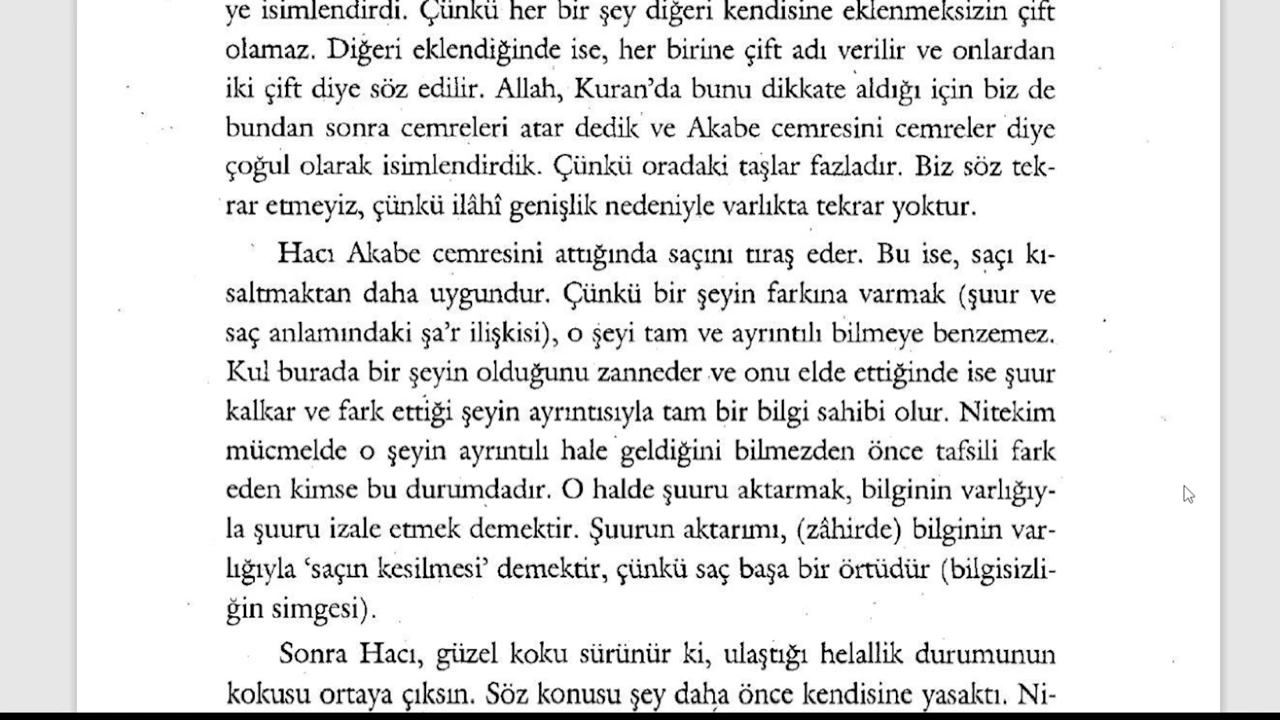 ye isimlendirdi. Çünkü her bir şey diğeri kendisine eklenmeksizin çift
olamaz. Diğeri eklendiğinde ise, her birine çift adı verilir ve onlardan
iki çift diye söz edilir. Allah, Kuran’da bunu dikkate aldığı için biz de
bundan sonra cemreleri atar dedik ve Akabe cemresini cemreler diye
çoğul olarak isimlendirdik. Çünkü oradaki taşlar fazladır. Biz söz tek-
rar etmeyiz, çünkü ilâhî genişlik nedeniyle varlıkta tekrar yoktur.
Hacı Akabe cemresini attığında saçını tıraş eder. Bu ise, saçı kı-
saltmaktan daha uygundur. Çünkü bir şeyin farkına varmak (şuur ve
saç anlamındaki şa’r ilişkisi), o şeyi tam ve ayrıntılı bilmeye benzemez.
Kul burada bir şeyin olduğunu zanneder ve onu elde ettiğinde ise şuur
kalkar ve fark ettiği şeyin ayrıntısıyla tam bir bilgi sahibi olur. Nitekim
mücmelde o şeyin ayrıntılı hale geldiğini bilmezden önce tafsili fark
eden kimse bu durumdadır. O halde şuuru aktarmak, bilginin varlığıy-
la şuuru izale etmek demektir. Şuurun aktarımı, (zâhirde) bilginin var-
lığıyla ‘saçın kesilmesi’ demektir, çünkü saç başa bir örtüdür (bilgisizli-
ğin simgesi).
Sonra Hacı, güzel koku sürünür ki, ulaştığı helallik durumunun
kokusu ortaya çıksın. Söz konusu şey daha önce kendisine yasaktı. Ni-